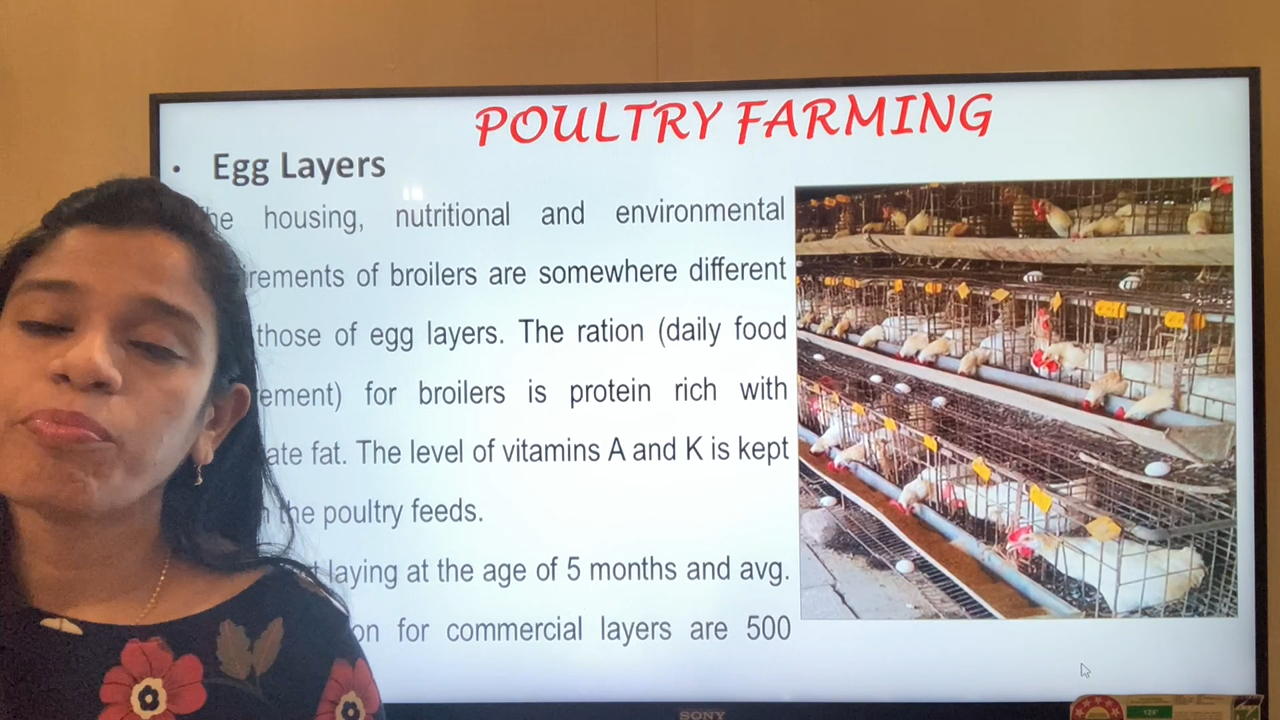 POULTRY FARMING
• Egg Layers
he housing, nutritional and environmental
irements of broilers are somewhere different
those of egg layers. The ration (daily food
ement) for broilers is protein rich with
ate fat. The level of vitamins A and K is kept
the poultry feeds.
laying at the age of 5 months and avg.
on for commercial layers are 500
SONY